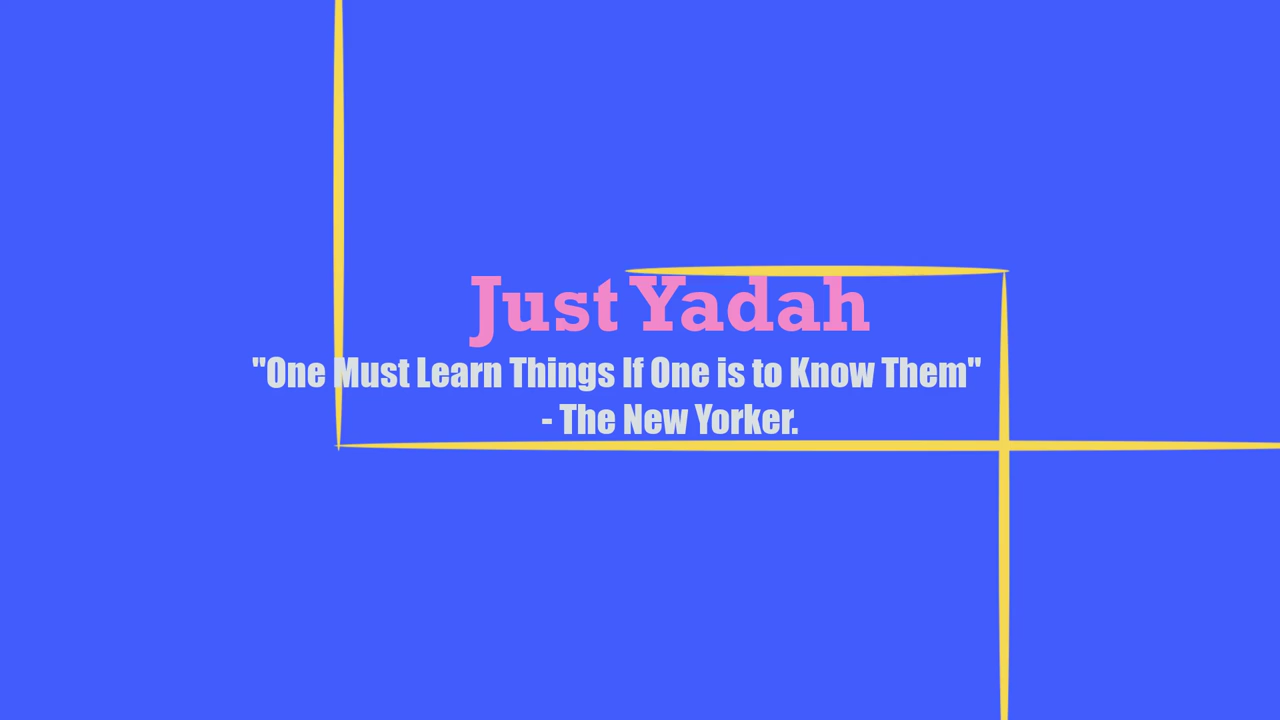 Just Yadah
"One Must Learn Things If One is to Know Them"
- The New Yorker.